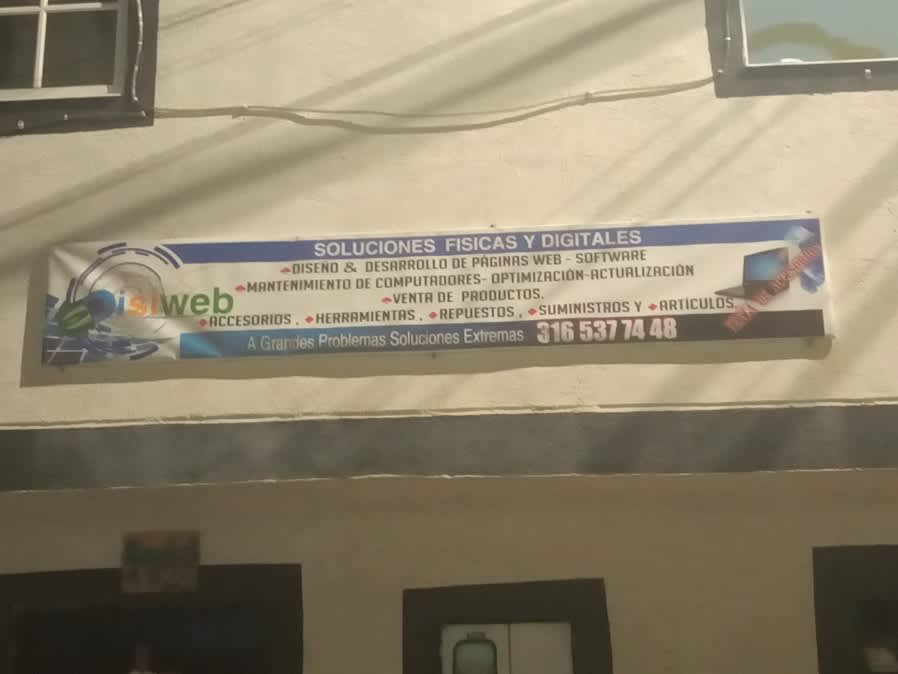 SOLUCIONES FISICAS Y DIGITALES
DISEÑO & DESARROLLO DE PÁGINAS WEB - SOFTWARE
MANTENIMIENTO DE COMPUTADORES- OPTIMIZACIÓN-ACTUALIZACIÓN
VENTA DE PRODUCTOS.
web
ACCESORIOS, HERRAMIENTAS, REPUESTOS, SUMINISTROS Y ARTÍCULOS
A Grandes Problemas Soluciones Extremas 316 537 74 48